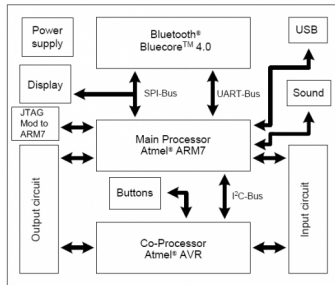 Power
supply
Bluetooth®
Bluecore™ 4.0
USB
Display
SPI-Bus
UART-Bus
Sound
JTAG
Mod to
ARM7
Main Processor
Atmel® ARM7
Output circuit
Buttons
I²C-Bus
Input circuit
Co-Processor
Atmel® AVR